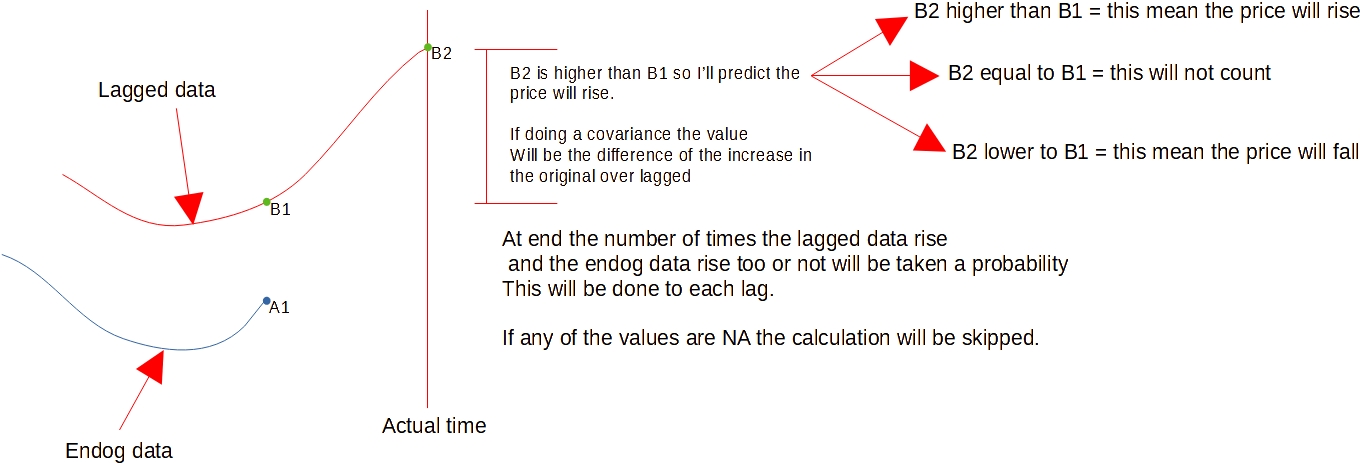 B2 higher than B1 = this mean the price will rise
B2
B2 is higher than B1 so I'll predict the
price will rise.
B2 equal to B1 = this will not count
Lagged data
If doing a covariance the value
Will be the difference of the increase in
the original over lagged
B2 lower to B1 = this mean the price will fall
B1
At end the number of times the lagged data rise
and the endog data rise too or not will be taken a probability
This will be done to each lag.
A1
If any of the values are NA the calculation will be skipped.
Actual time
Endog data